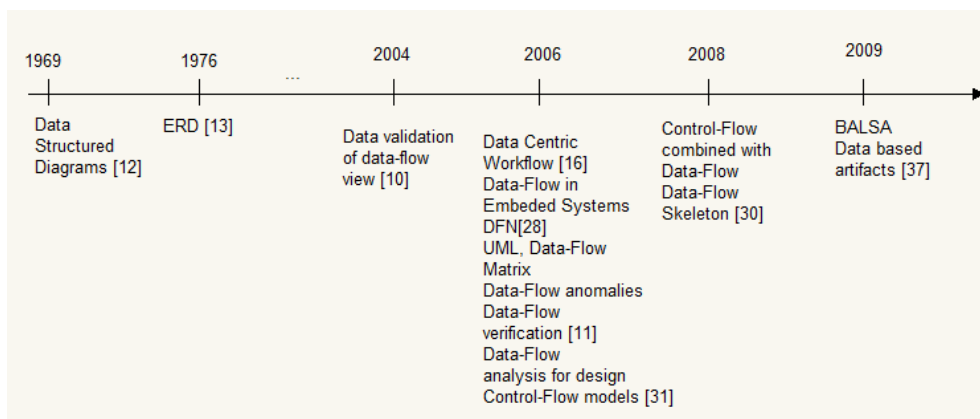 1969
1976
...
2004
2006
2008
2009
Data
Structured
Diagrams [12]
ERD [13]
Data validation
of data-flow
view [10]
Data Centric
Workflow [16]
Data-Flow in
Embeded Systems
DFN[28]
UML, Data-Flow
Matrix
Data-Flow anomalies
Data-Flow
verification [11]
Data-Flow
analysis for design
Control-Flow models [31]
Control-Flow
combined with
Data-Flow
Data-Flow
Skeleton [30]
BALSA
Data based
artifacts [37]